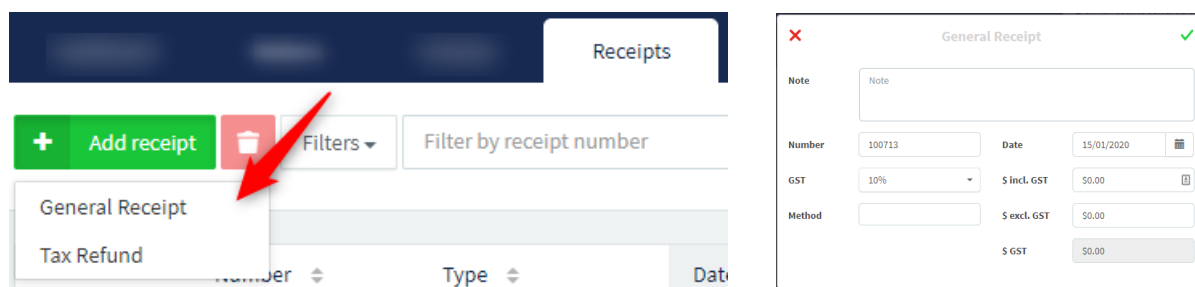 Receipts
Add receipt
Filters
Filter by receipt number
General Receipt
Tax Refund
Number
Type
Date
General Receipt
Note
Note
Number 100713 Date 15/01/2020
GST 10% $ incl. GST $0.00
Method $ excl. GST $0.00
$ GST $0.00